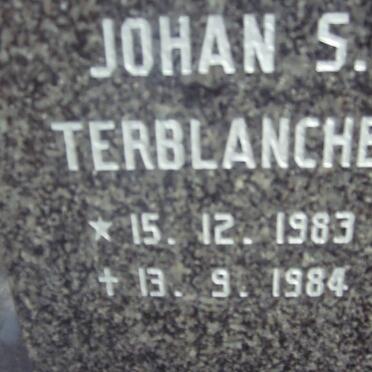 JOHAN S.
TERBLANCHE
* 15. 12. 1983
† 13. 9. 1984